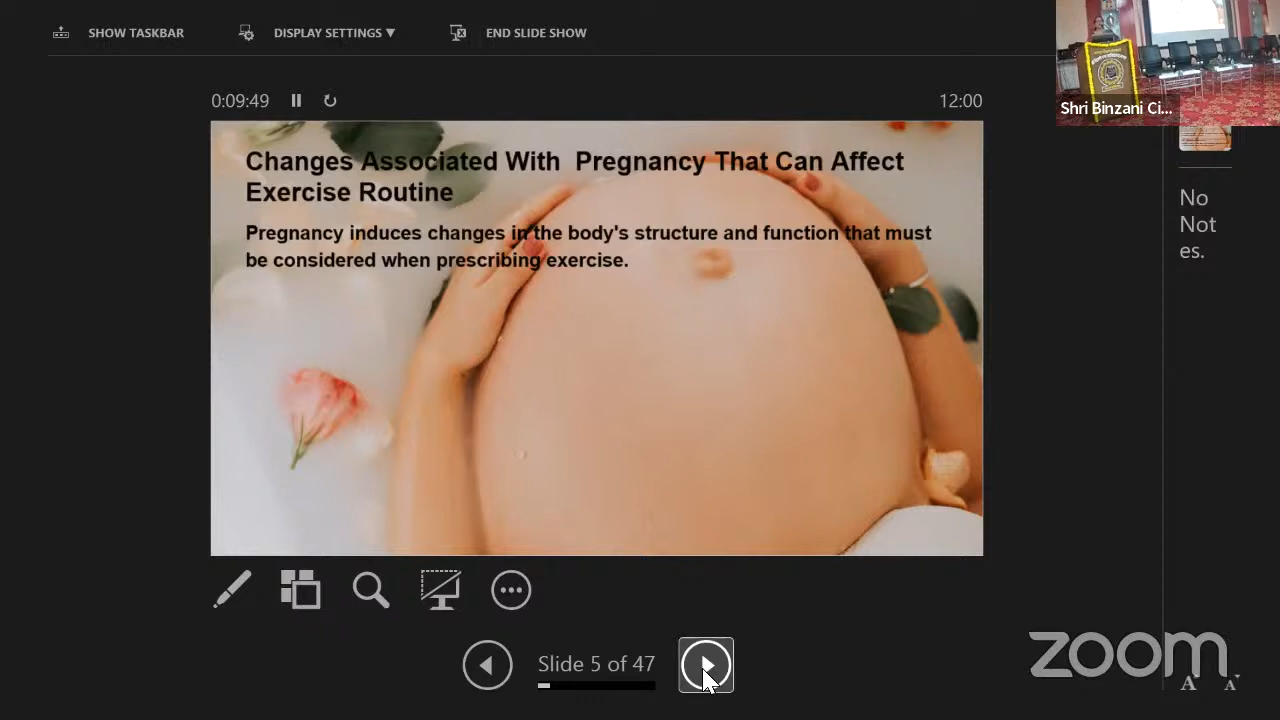 SHOW TASKBAR
DISPLAY SETTINGS ▼
END SLIDE SHOW
Shri Binzani Ci...
0:09:49
12:00
Changes Associated With  Pregnancy That Can Affect
Exercise Routine
Pregnancy induces changes in the body's structure and function that must
be considered when prescribing exercise.
No
Not
es.
Slide 5 of 47
zoom
A
A